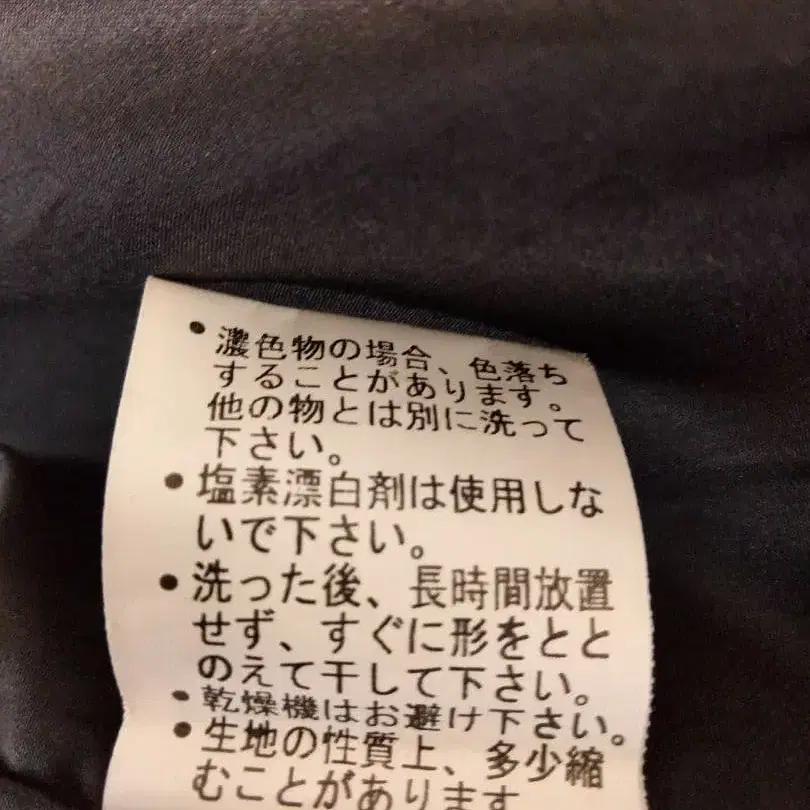 • 濃色物の場合、色落ち
することがあります。
他の物とは別に洗って
下さい。
• 塩素漂白剤は使用しな
いで下さい。
• 洗った後、長時間放置
せず、すぐに形をとと
のえて干して下さい。
• 乾燥機はお避け下さい。
• 生地の性質上、多少縮
むことがあります